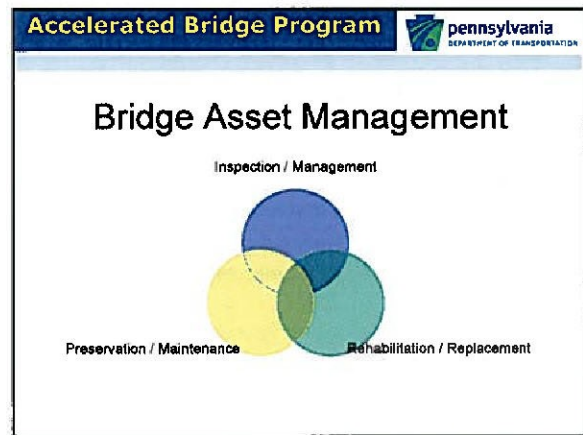 Accelerated Bridge Program
pennsylvania
DEPARTMENT OF TRANSPORTATION
Bridge Asset Management
Inspection / Management
Preservation / Maintenance
Rehabilitation / Replacement